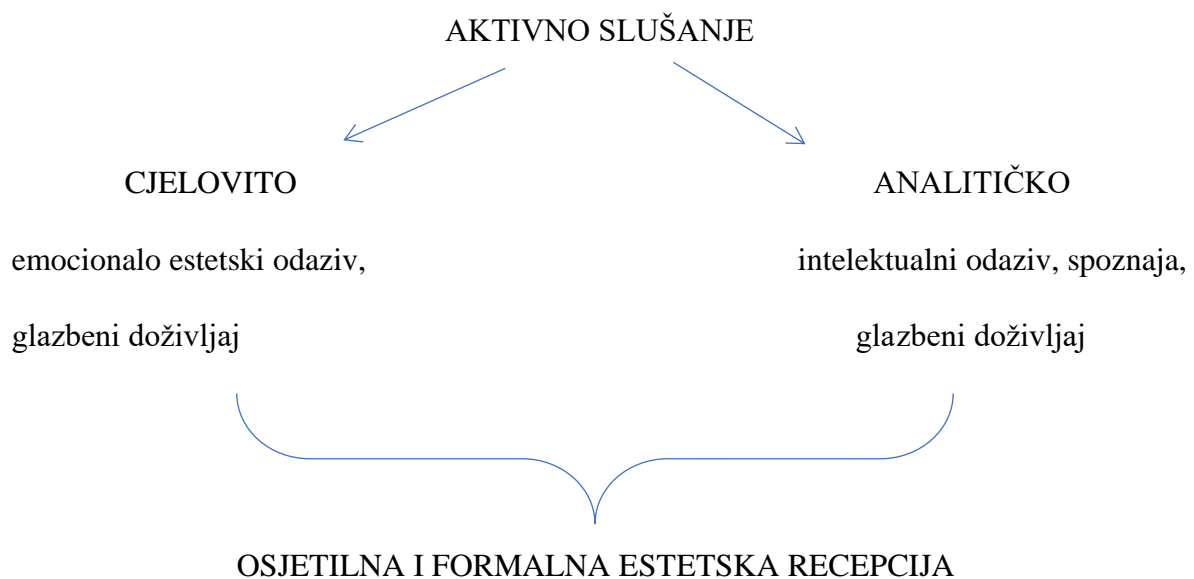 AKTIVNO SLUŠANJE
CJELOVITO
emocionalo estetski odaziv,
glazbeni doživljaj
ANALITIČKO
intelektualni odaziv, spoznaja,
glazbeni doživljaj
OSJETILNA I FORMALNA ESTETSKA RECEPCIJA